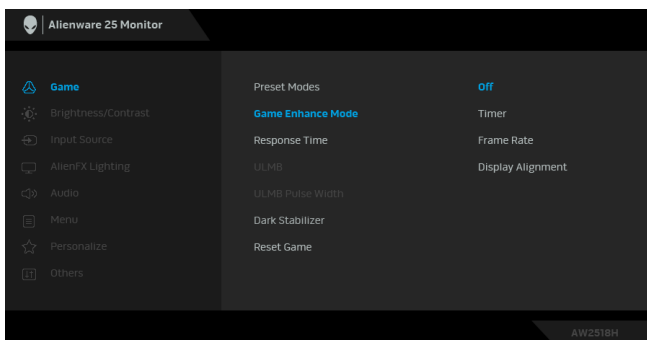 Alienware 25 Monitor
Game
Brightness/Contrast
Input Source
AlienFX Lighting
Audio
Menu
Personalize
Others
Preset Modes
Game Enhance Mode
Response Time
ULMB
ULMB Pulse Width
Dark Stabilizer
Reset Game
Off
Timer
Frame Rate
Display Alignment
AW2518H